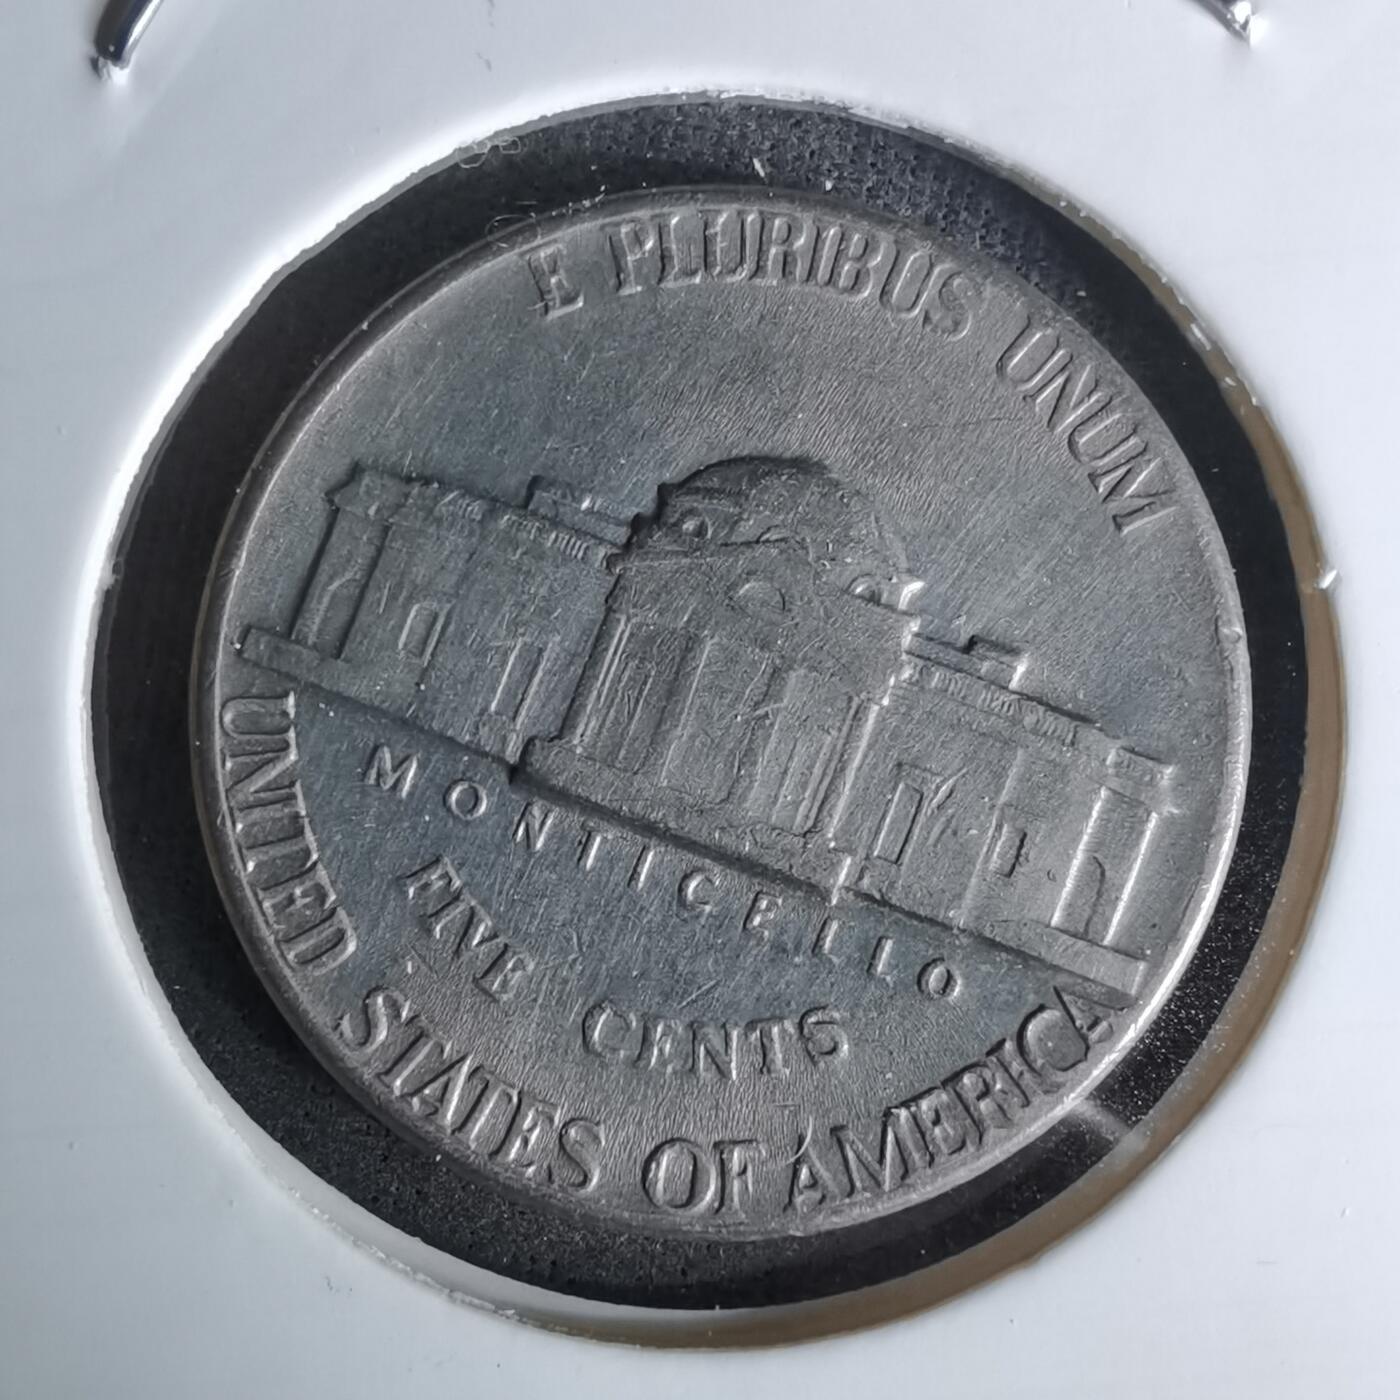 E PLURIBUS UNUM
MONTICELLO
FIVE CENTS
UNITED STATES OF AMERICA